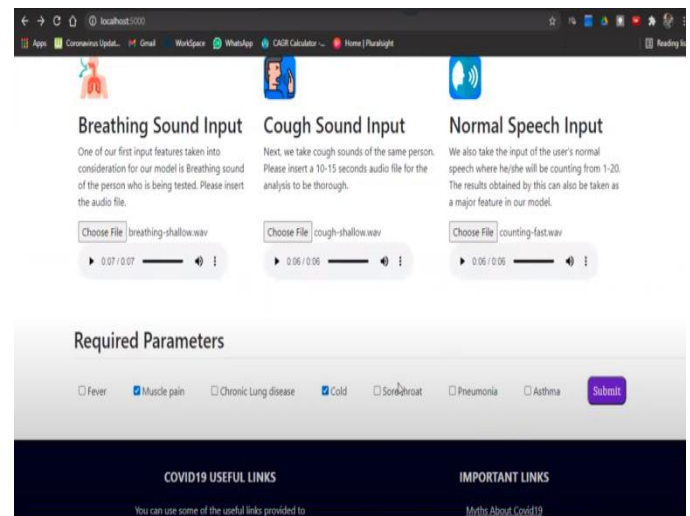 localhost:5000
Apps Coronavirus Updat... Gmail WorkSpace WhatsApp CAGR Calculator -... Home | Pluralsight Reading lis
Breathing Sound Input
One of our first input features taken into
consideration for our model is Breathing sound
of the person who is being tested. Please insert
the audio file.
Choose File breathing-shallow.wav
0:07 / 0:07
Cough Sound Input
Next, we take cough sounds of the same person.
Please insert a 10-15 seconds audio file for the
analysis to be thorough.
Choose File cough-shallow.wav
0:06 / 0:06
Normal Speech Input
We also take the input of the user's normal
speech where he/she will be counting from 1-20.
The results obtained by this can also be taken as
a major feature in our model.
Choose File counting-fast.wav
0:06 / 0:06
Required Parameters
Fever Muscle pain Chronic Lung disease Cold Sore throat Pneumonia Asthma Submit
COVID19 USEFUL LINKS
You can use some of the useful links provided to
IMPORTANT LINKS
Myths About Covid19